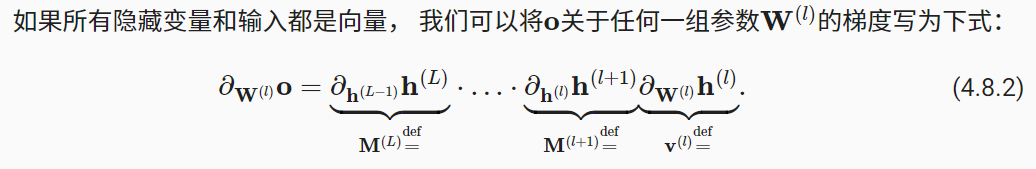 如果所有隐藏变量和输入都是向量， 我们可以将𝐨关于任何一组参数𝐖^(l)的梯度写为下式：
∂_{𝐖^(l)}𝐨 = ∂_{𝐡^(L−1)}𝐡^(L) · … · ∂_{𝐡^(l)}𝐡^(l+1) ∂_{𝐖^(l)}𝐡^(l). (4.8.2)
𝐌^(L) def= 𝐌^(l+1) def= 𝐯^(l) def=